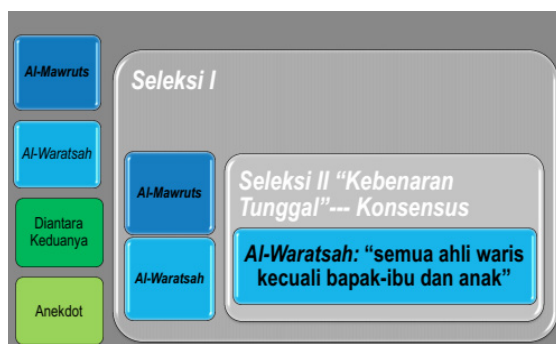 Al-Mawruts
Al-Waratsah
Diantara
Keduanya
Anekdot
Seleksi I
Al-Mawruts
Al-Waratsah
Seleksi II “Kebenaran
Tunggal”--- Konsensus
Al-Waratsah: “semua ahli waris
kecuali bapak-ibu dan anak”